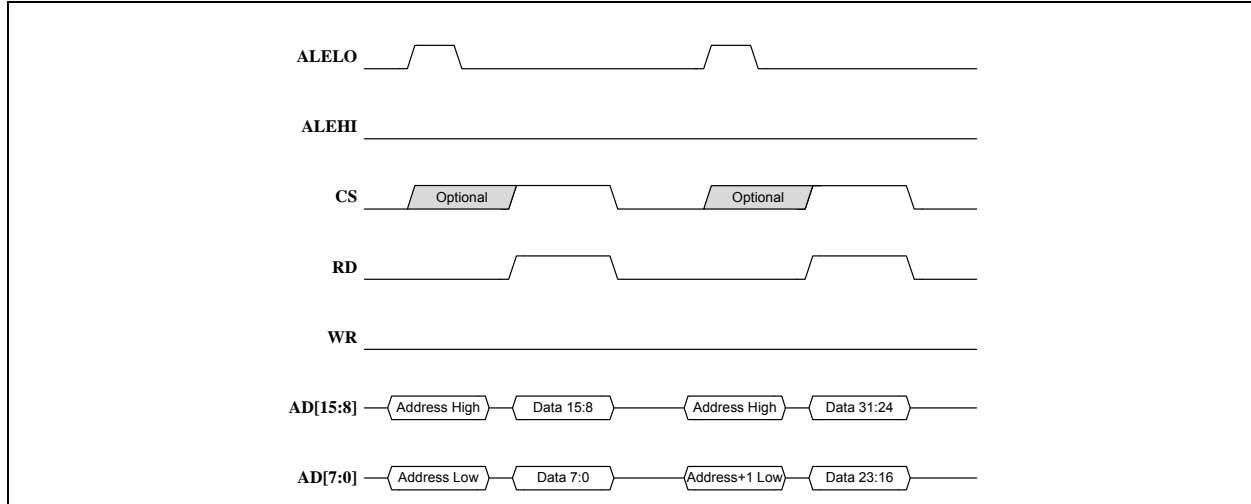 ALELO
ALEHI
CS Optional Optional
RD
WR
AD[15:8] Address High Data 15:8 Address High Data 31:24
AD[7:0] Address Low Data 7:0 Address+1 Low Data 23:16